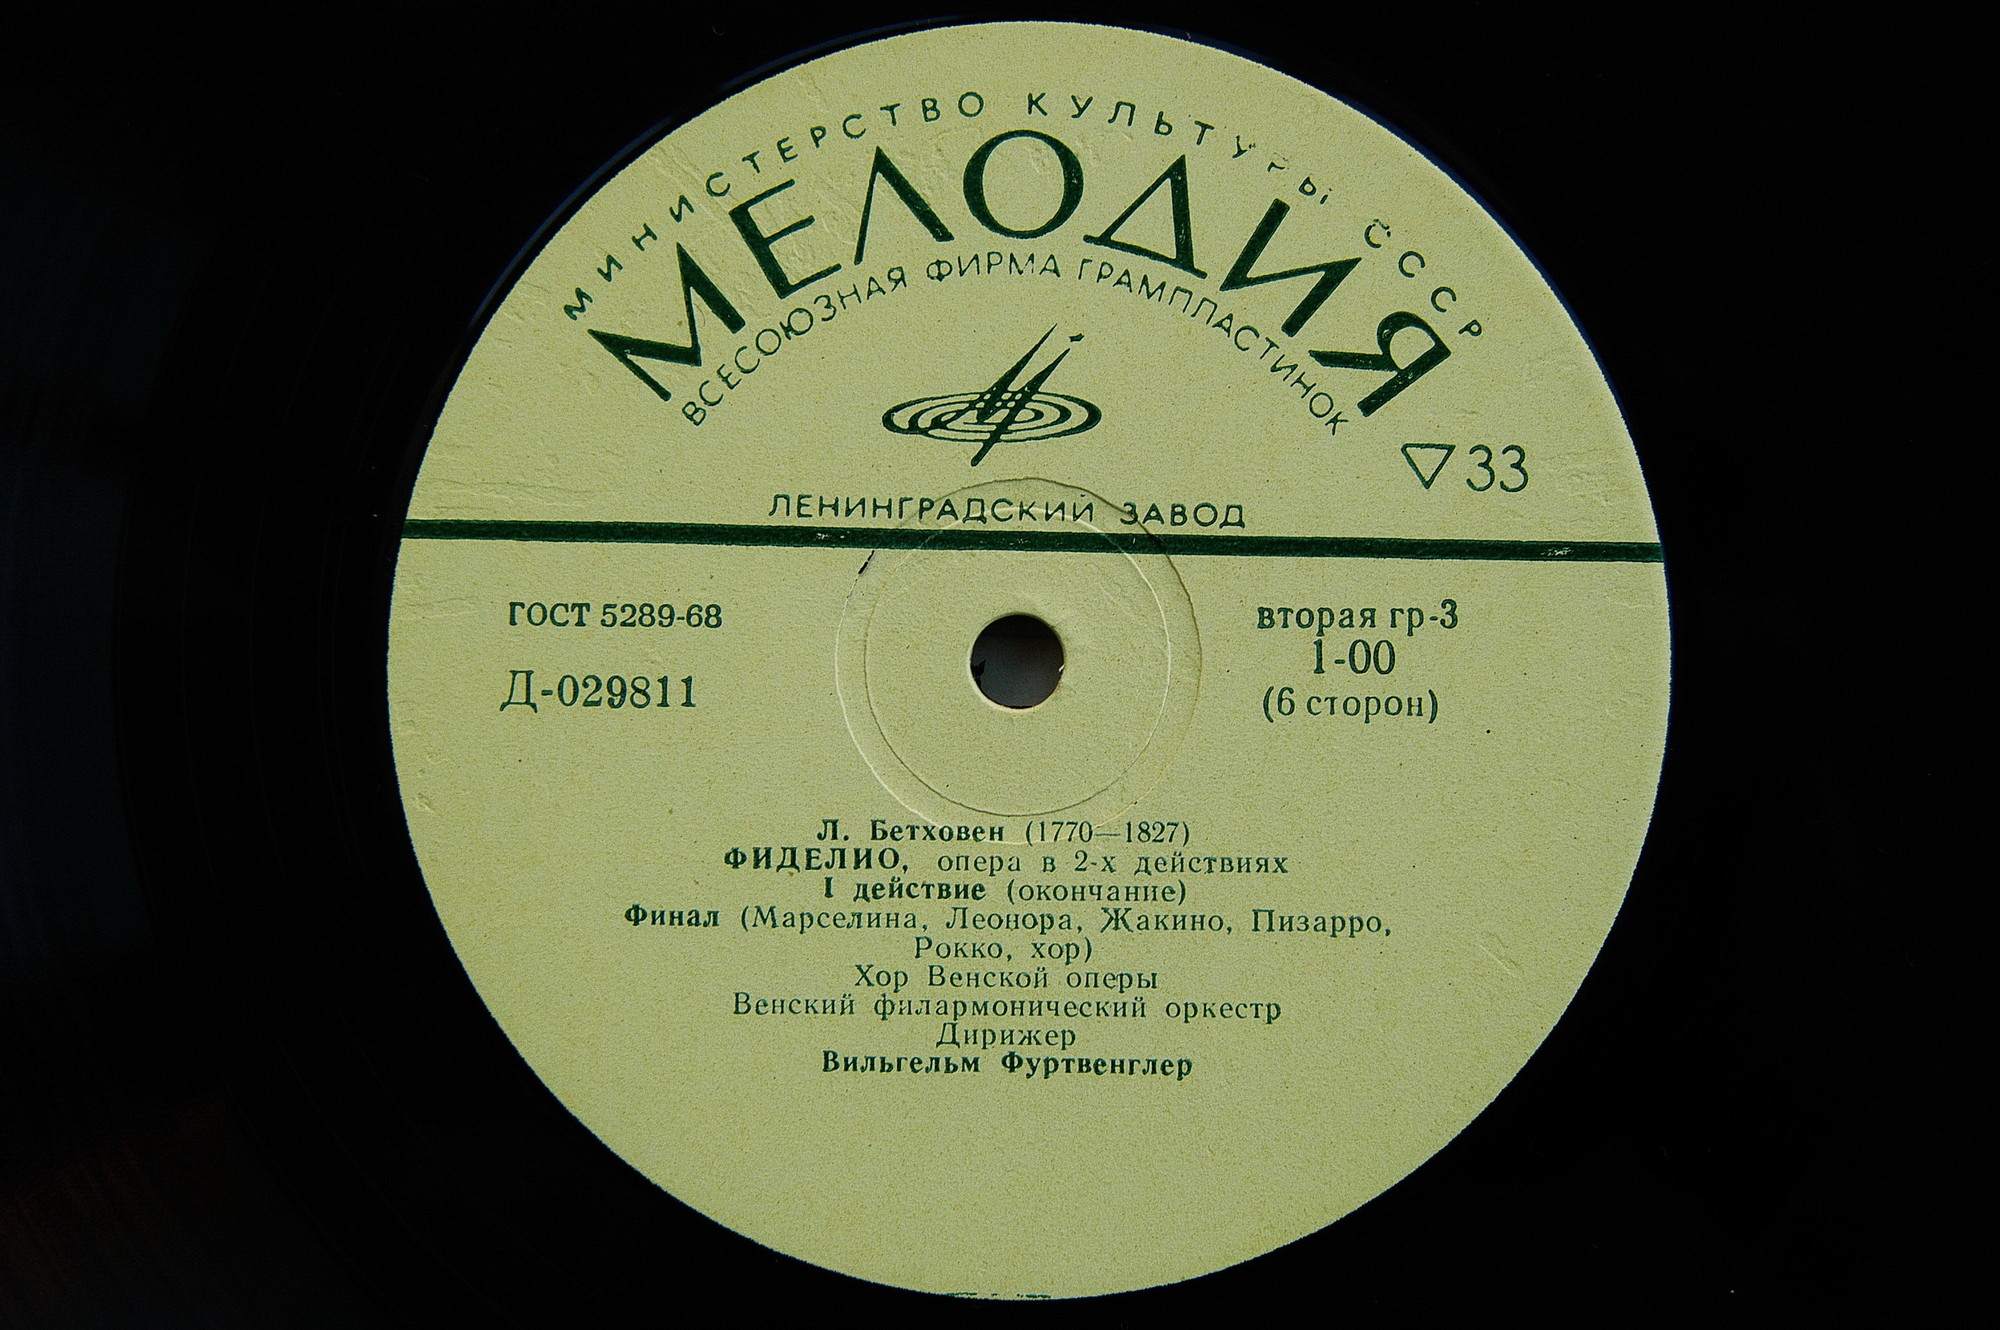 МИНИСТЕРСТВО КУЛЬТУРЫ СССР
МЕЛОДИЯ
ВСЕСОЮЗНАЯ ФИРМА ГРАМПЛАСТИНОК
33
ЛЕНИНГРАДСКИЙ ЗАВОД
ГОСТ 5289-68
Д-029811
вторая гр-3
1-00
(6 сторон)
Л. Бетховен (1770—1827)
ФИДЕЛИО, опера в 2-х действиях
I действие (окончание)
Финал (Марселина, Леонора, Жакино, Пизарро,
Рокко, хор)
Хор Венской оперы
Венский филармонический оркестр
Дирижер
Вильгельм Фуртвенглер